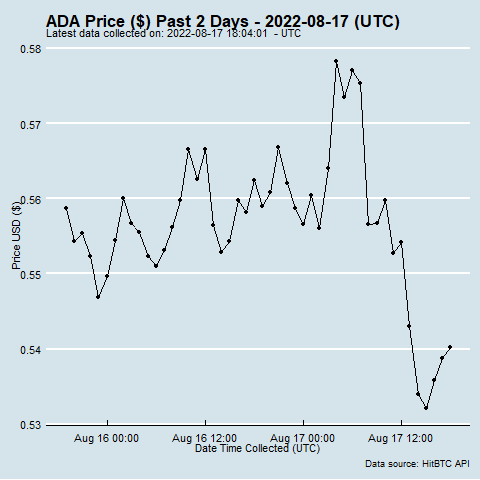 ADA Price ($) Past 2 Days - 2022-08-17 (UTC)
Latest data collected on: 2022-08-17 18:04:01  - UTC
0.58
0.57
0.56
0.55
0.54
0.53
Price USD ($)
Aug 16 00:00
Aug 16 12:00
Aug 17 00:00
Aug 17 12:00
Date Time Collected (UTC)
Data source: HitBTC API